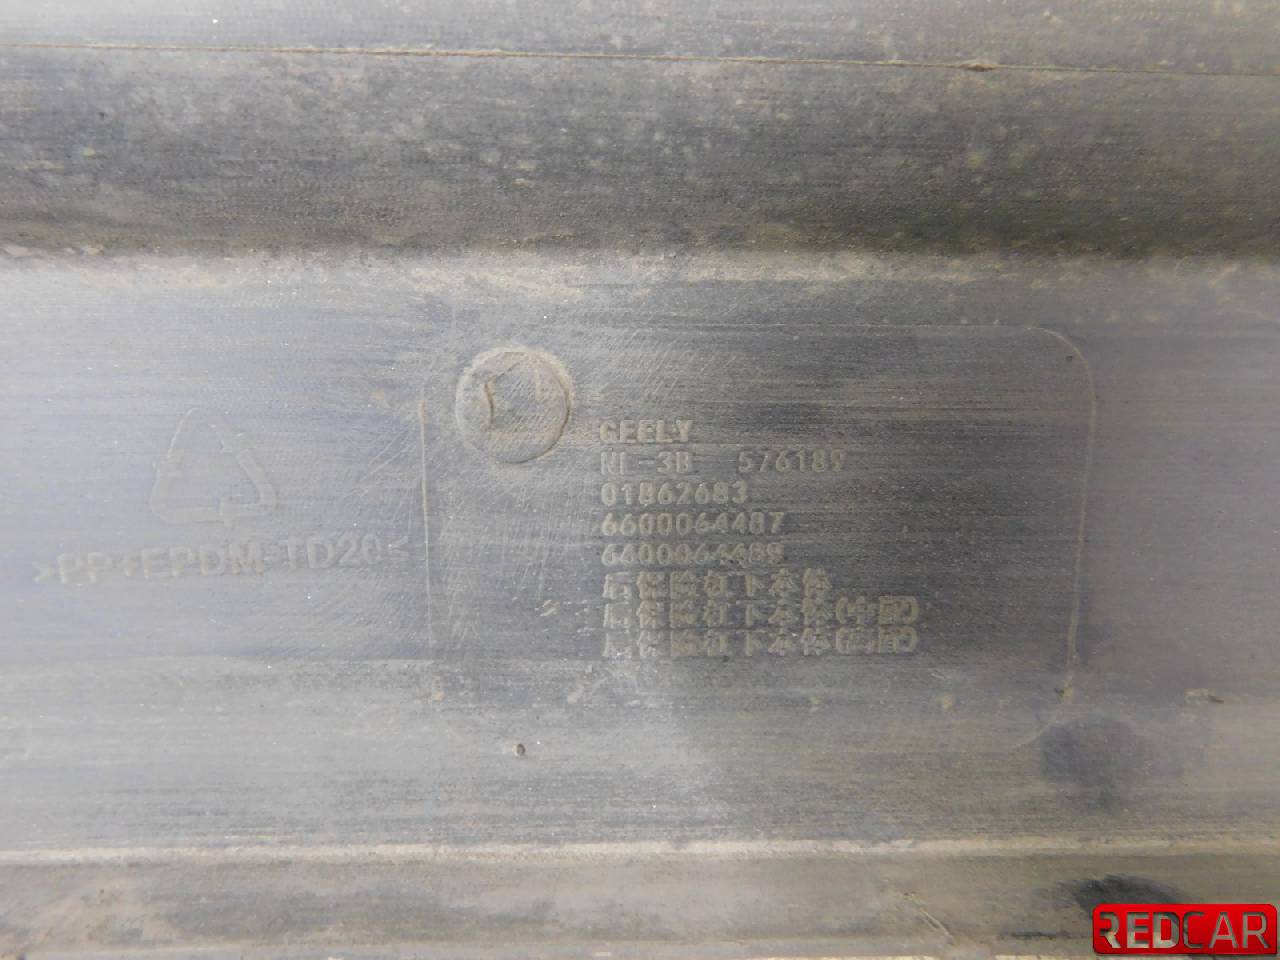 GEELY
NL-3B 576189
01862683
6600064487
6600064489
后保险杠下本体
后保险杠下本体(中配)
后保险杠下本体(高配)
>PP+EPDM-TD20<
REDCAR